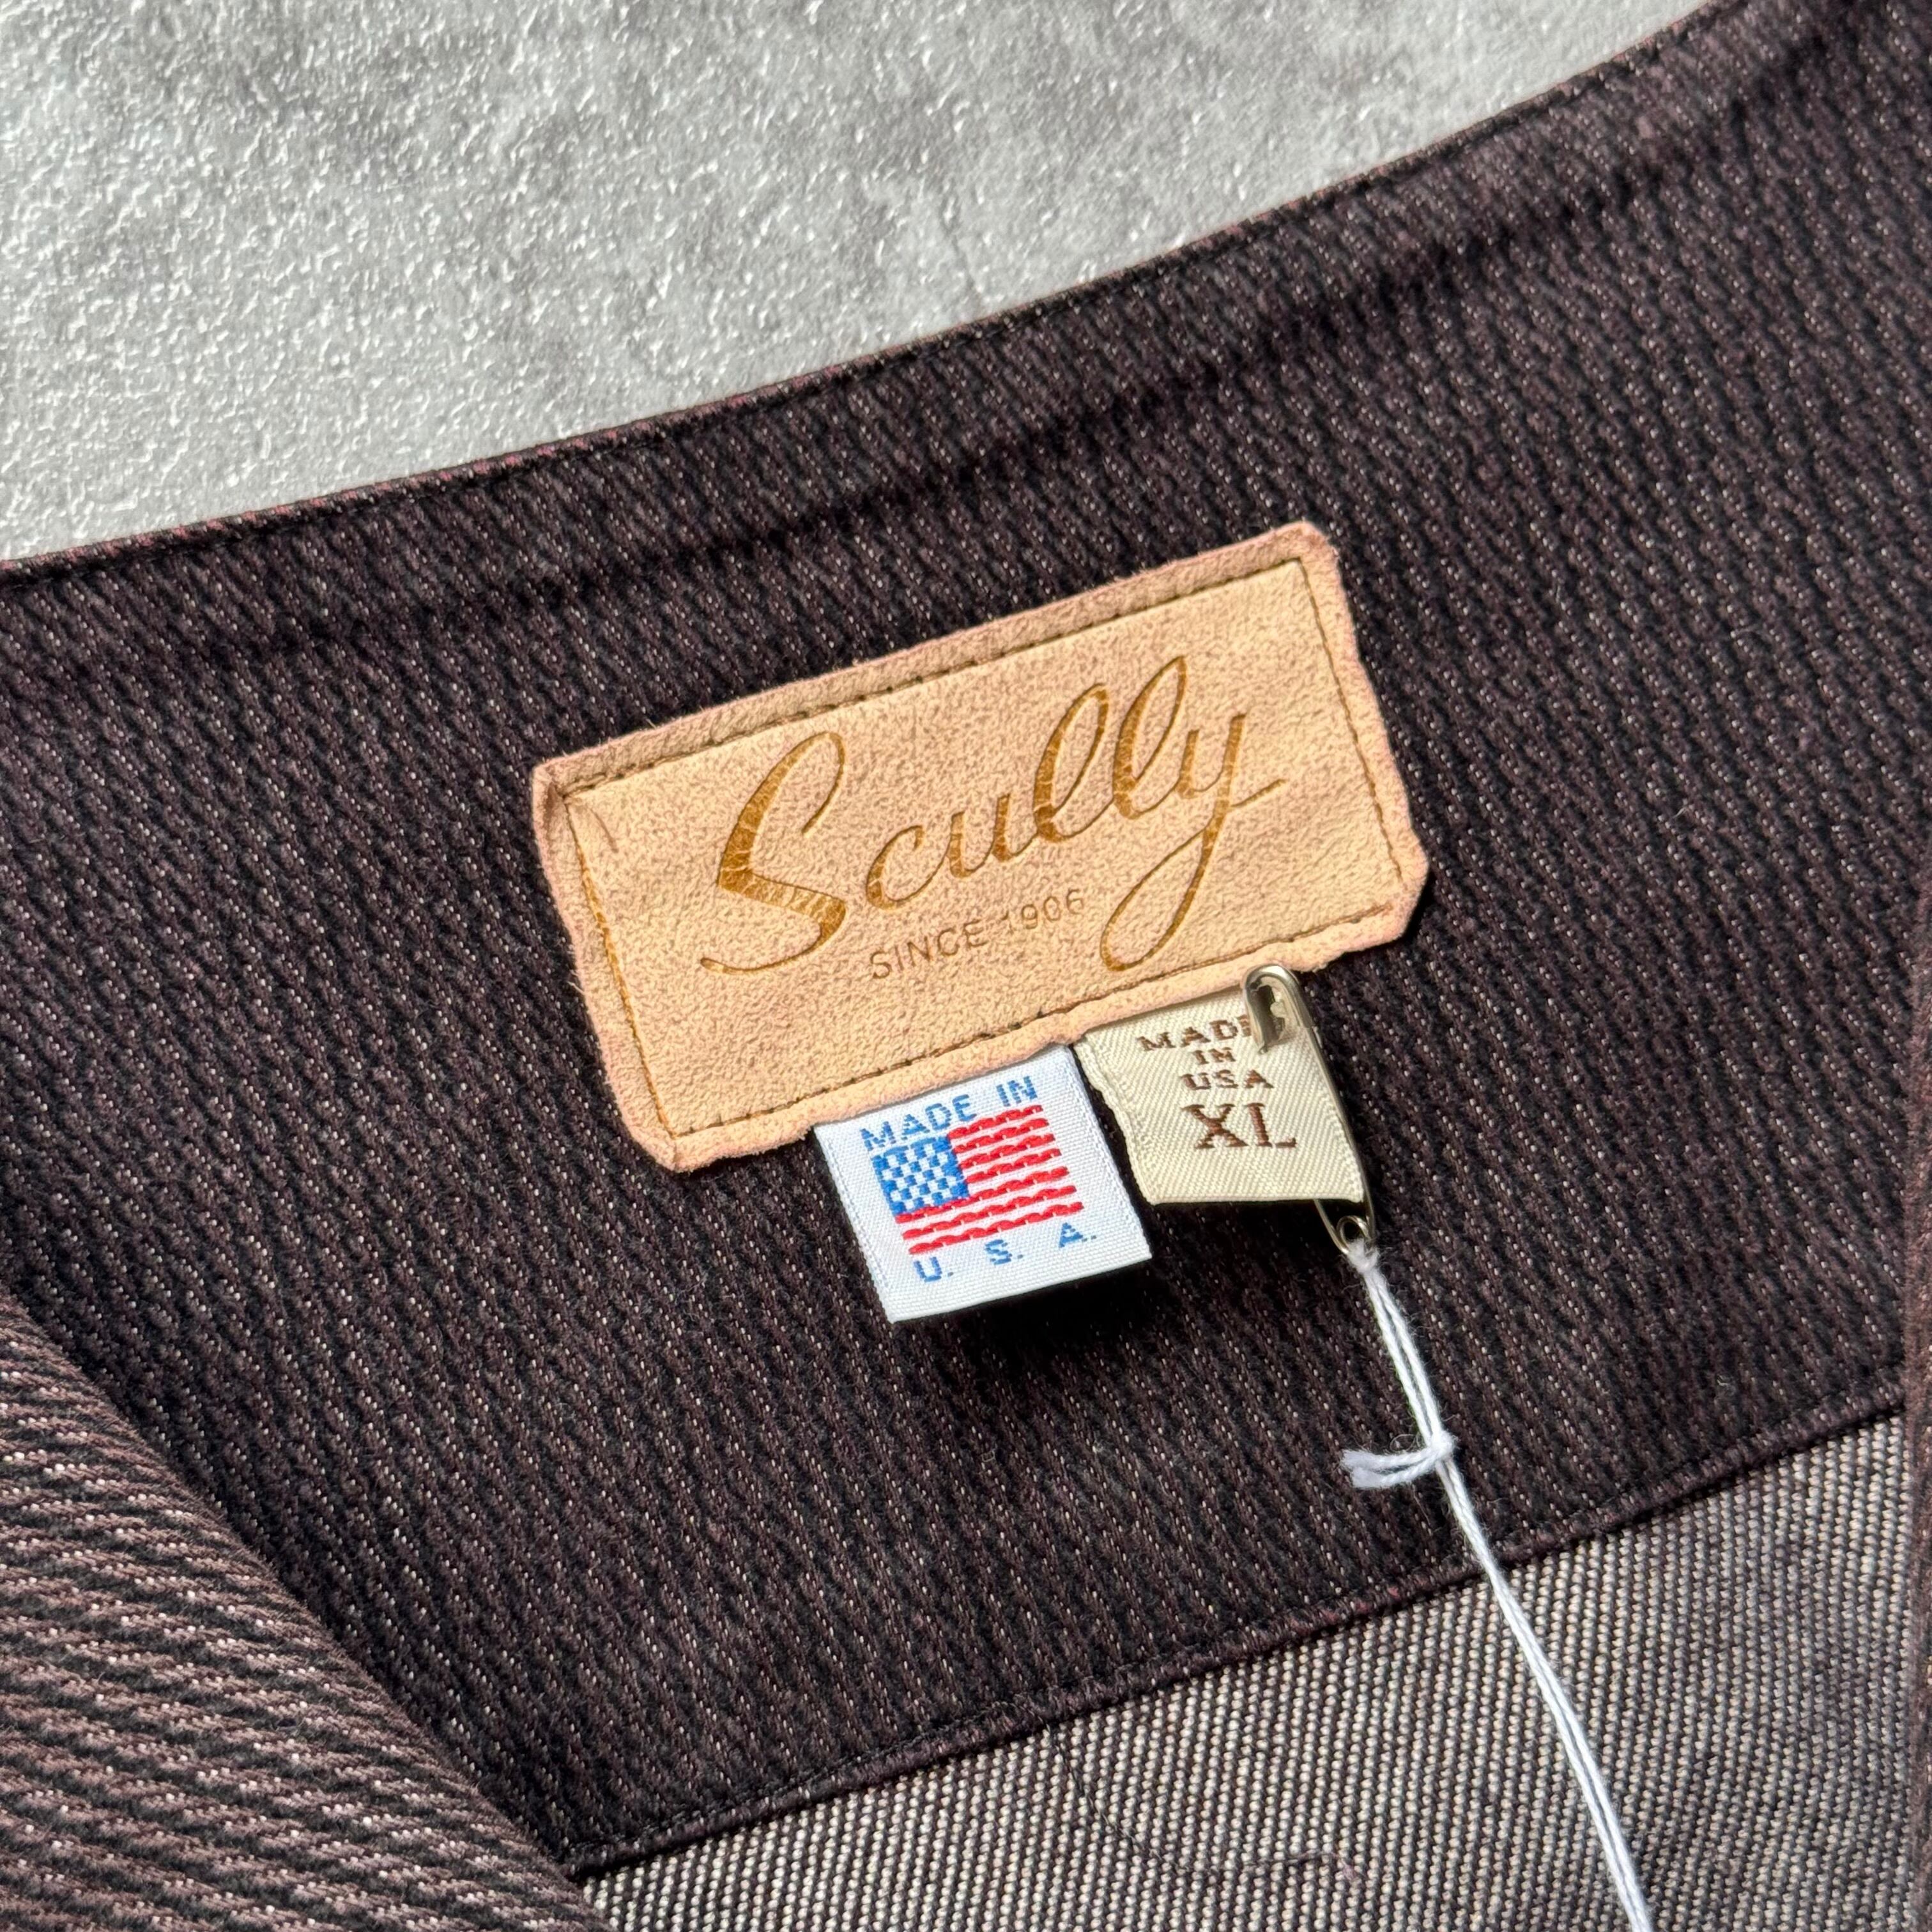 Scully
SINCE 1906
MADE IN
U. S. A.
MADE
IN
USA
XL